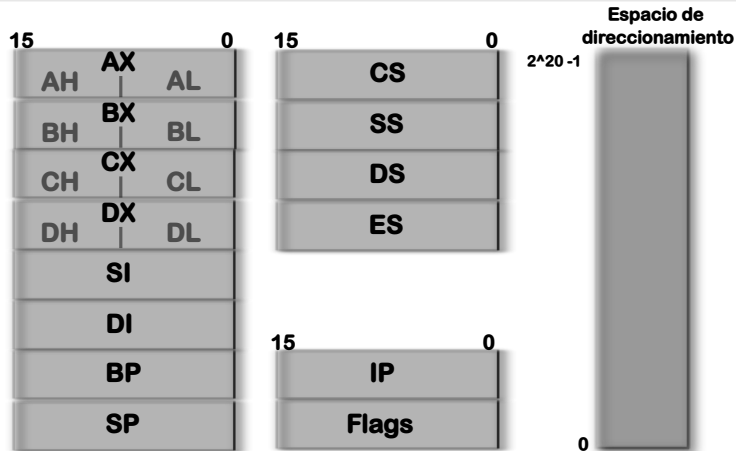 Espacio de
direccionamiento
15 0
AX
AH AL
BX
BH BL
CX
CH CL
DX
DH DL
SI
DI
BP
SP
15 0
CS
SS
DS
ES
15 0
IP
Flags
2^20 -1
0